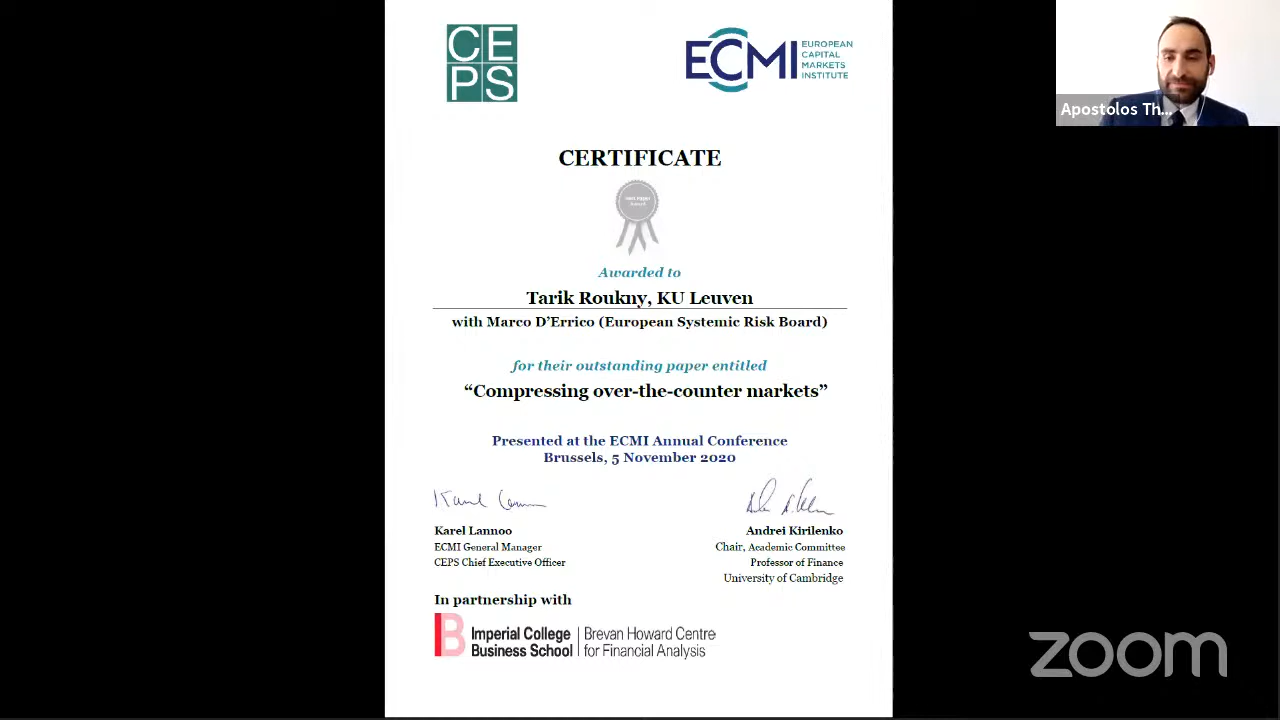 CE
PS
ECMI
EUROPEAN
CAPITAL
MARKETS
INSTITUTE
Apostolos Th...
CERTIFICATE
Awarded to
Tarik Roukny, KU Leuven
with Marco D’Errico (European Systemic Risk Board)
for their outstanding paper entitled
“Compressing over-the-counter markets”
Presented at the ECMI Annual Conference
Brussels, 5 November 2020
Karel Lannoo
ECMI General Manager
CEPS Chief Executive Officer
Andrei Kirilenko
Chair, Academic Committee
Professor of Finance
University of Cambridge
In partnership with
Imperial College
Business School
Brevan Howard Centre
for Financial Analysis
zoom